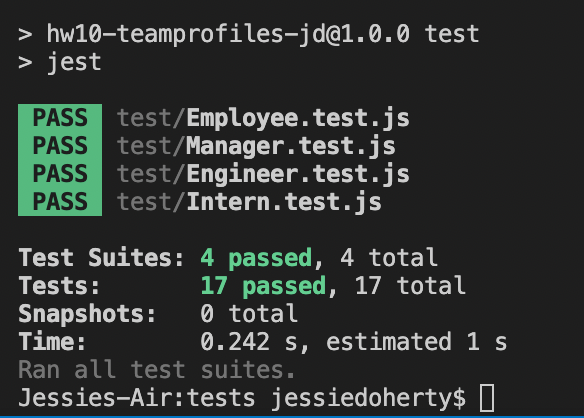 > hw10-teamprofiles-jd@1.0.0 test
> jest
PASS test/Employee.test.js
PASS test/Manager.test.js
PASS test/Engineer.test.js
PASS test/Intern.test.js
Test Suites: 4 passed, 4 total
Tests: 17 passed, 17 total
Snapshots: 0 total
Time: 0.242 s, estimated 1 s
Ran all test suites.
Jessies-Air:tests jessiedoherty$